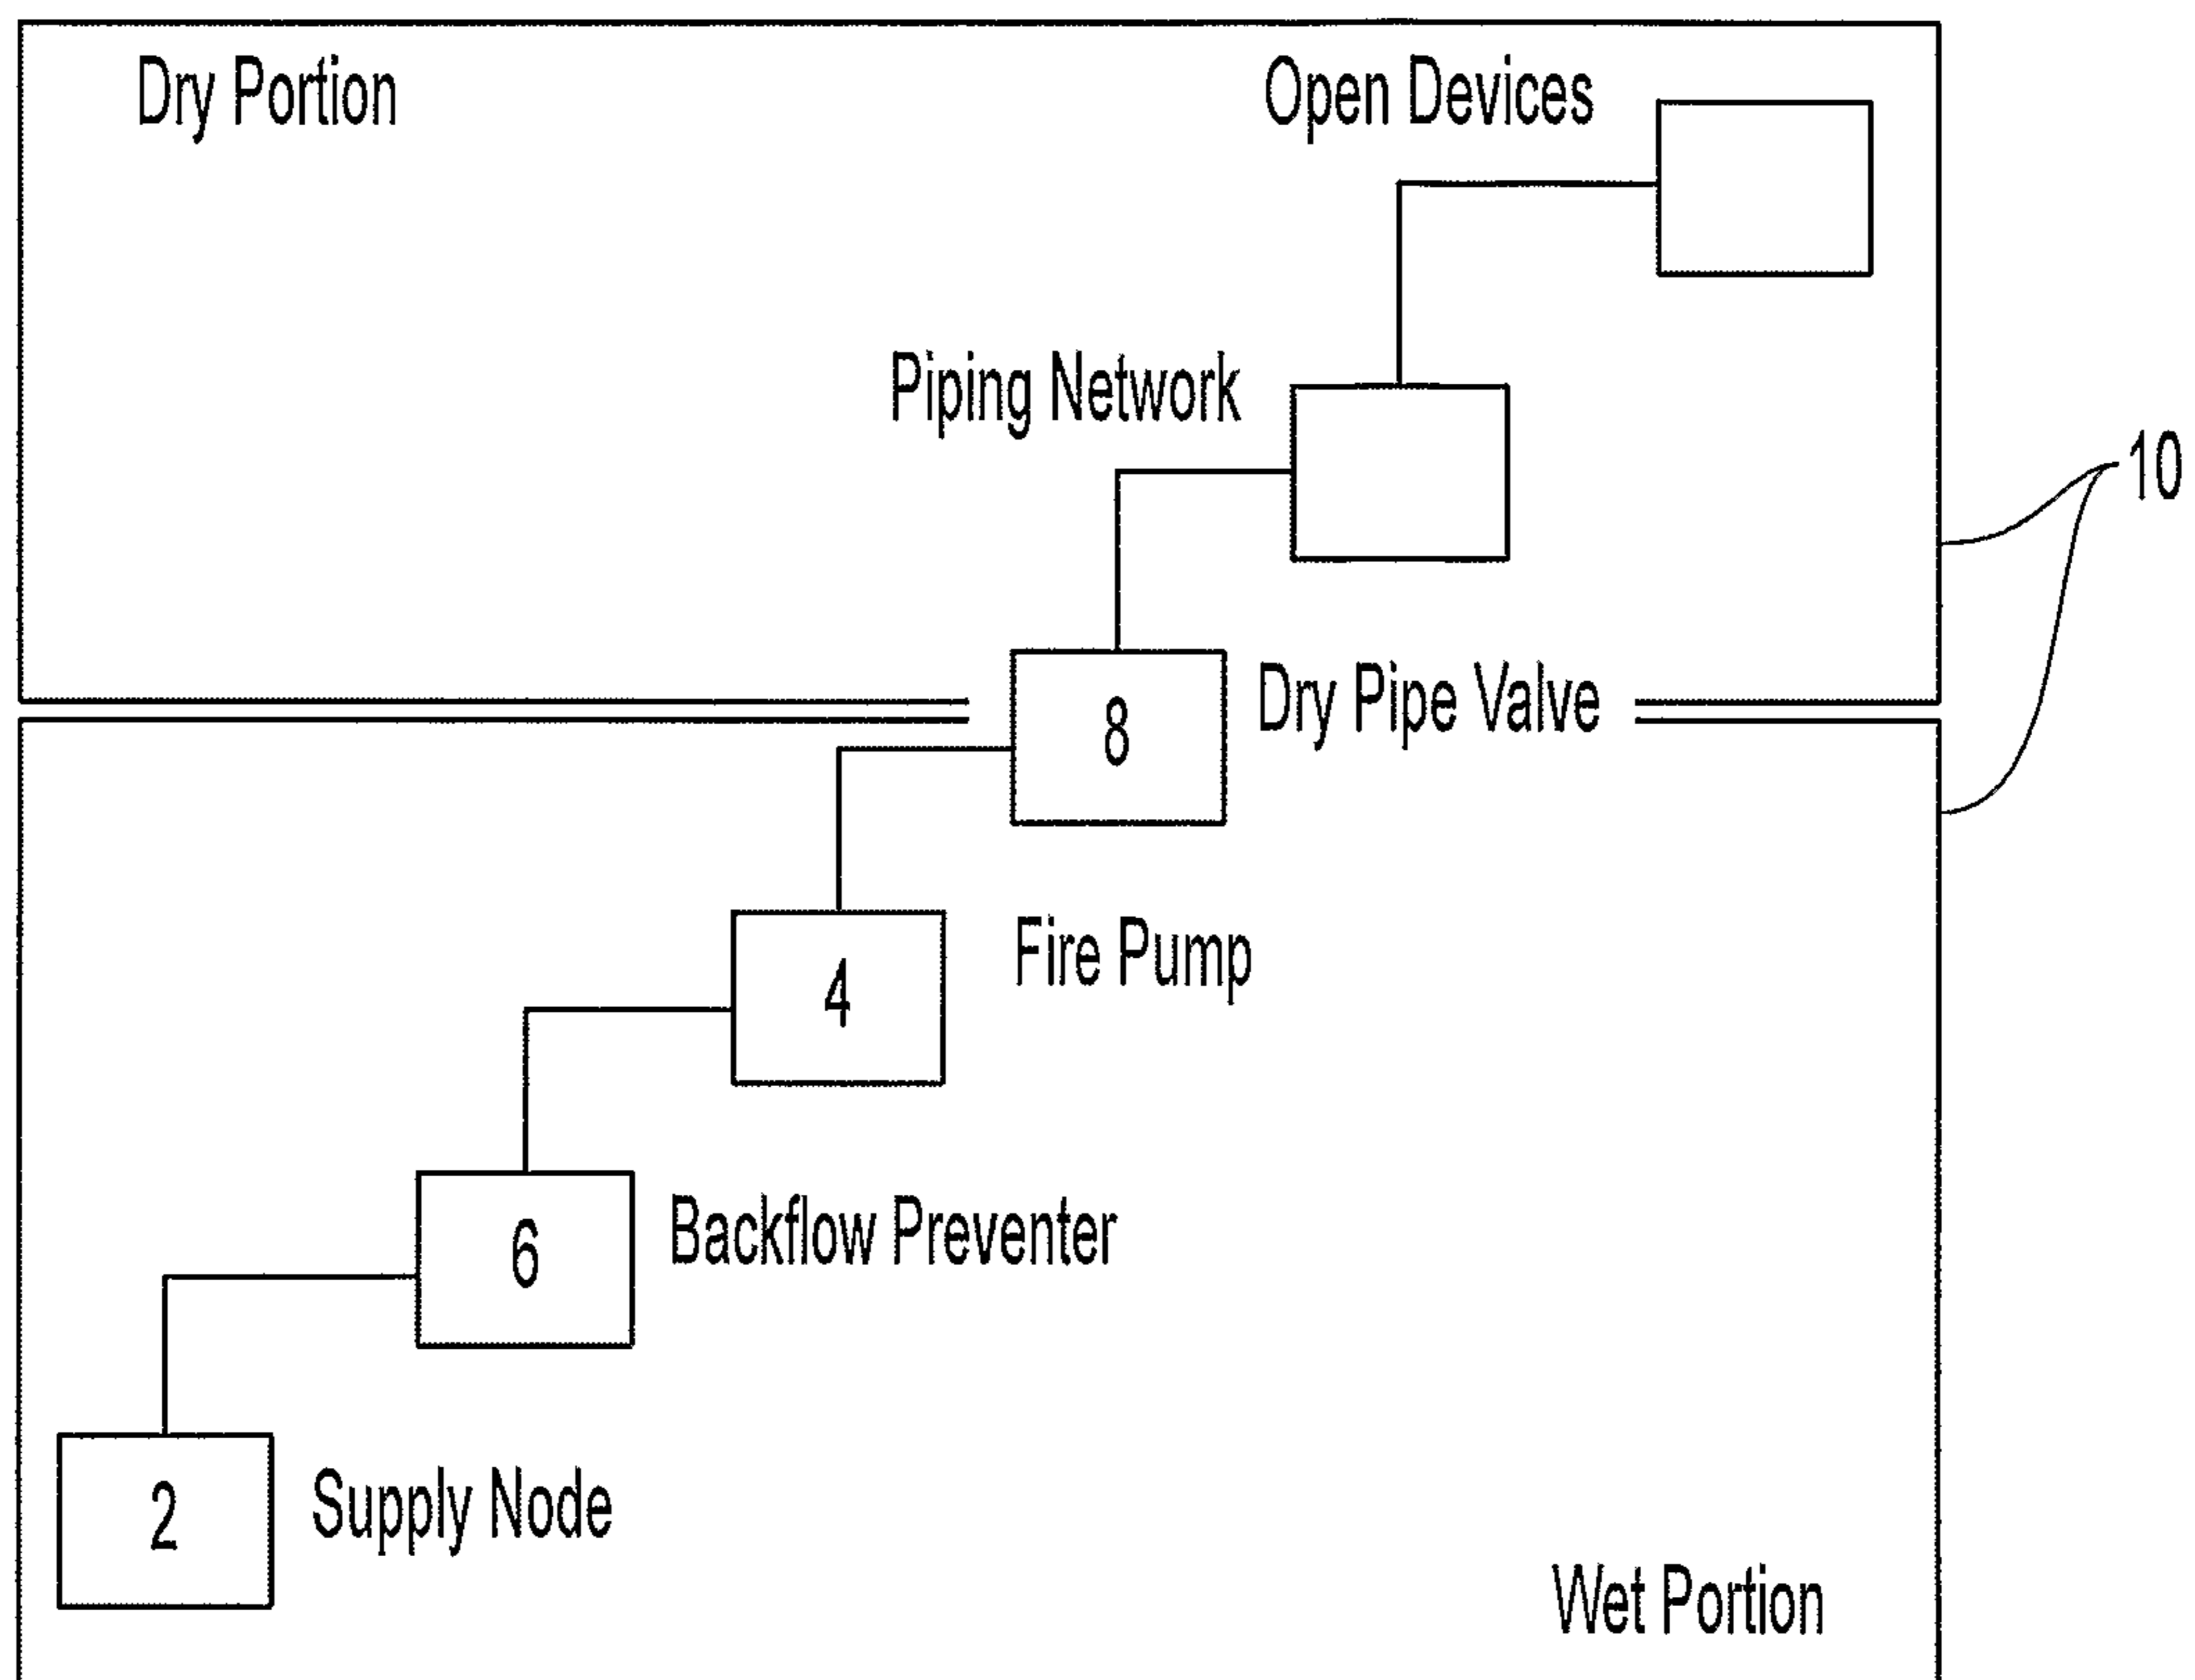 Dry Portion
Open Devices
Piping Network
10
8 Dry Pipe Valve
4 Fire Pump
6 Backflow Preventer
2 Supply Node
Wet Portion